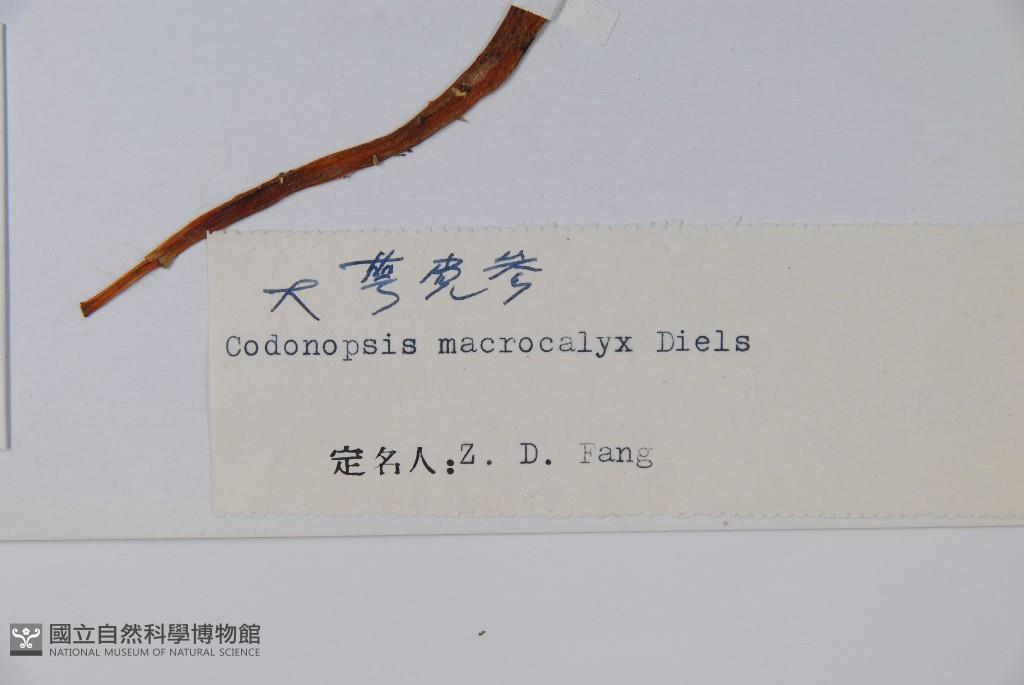 大萼党参
Codonopsis macrocalyx Diels
定名人:Z. D. Fang
國立自然科學博物館
NATIONAL MUSEUM OF NATURAL SCIENCE